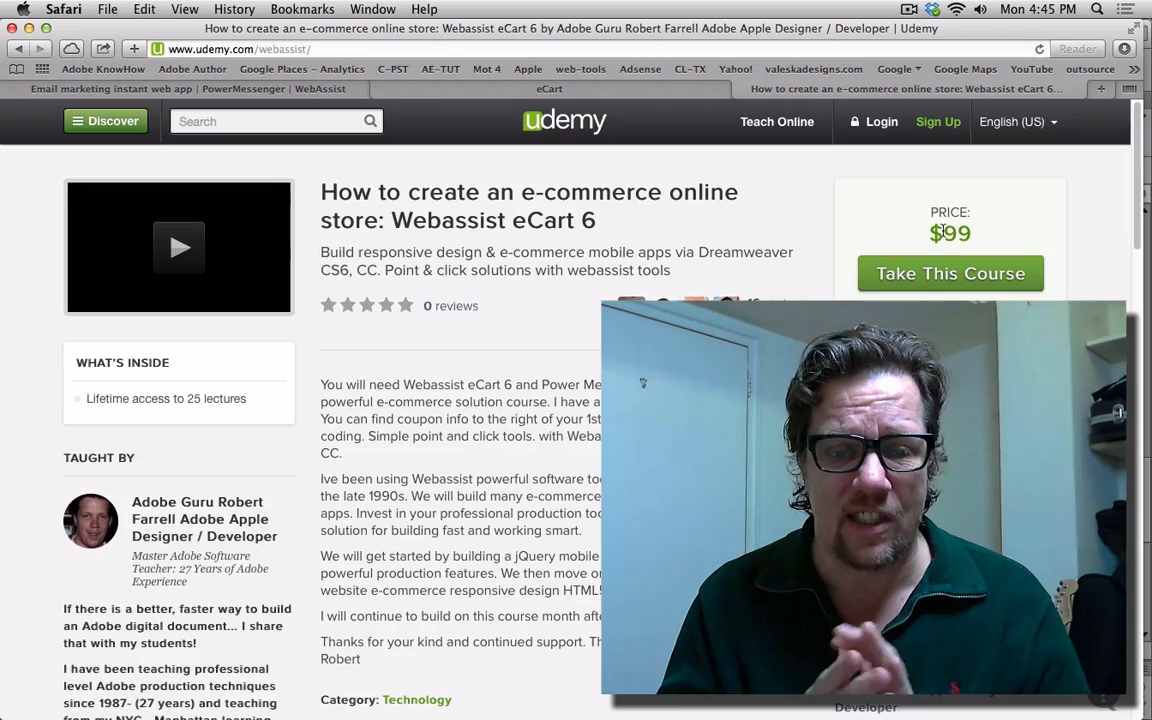 Safari File Edit View History Bookmarks Window Help Mon 4:45 PM
How to create an e-commerce online store: Webassist eCart 6 by Adobe Guru Robert Farrell Adobe Apple Designer / Developer | Udemy
www.udemy.com/webassist/ Reader
Adobe KnowHow Adobe Author Google Places - Analytics C-PST AE-TUT Mot 4 Apple web-tools Adsense CL-TX Yahoo! valeskadesigns.com Google Google Maps YouTube outsource
Email marketing instant web app | PowerMessenger | WebAssist eCart How to create an e-commerce online store: Webassist eCart 6...
Discover Search udemy Teach Online Login Sign Up English (US)
How to create an e-commerce online
store: Webassist eCart 6
Build responsive design & e-commerce mobile apps via Dreamweaver
CS6, CC. Point & click solutions with webassist tools
0 reviews
PRICE:
$99
Take This Course
WHAT'S INSIDE
Lifetime access to 25 lectures
TAUGHT BY
Adobe Guru Robert
Farrell Adobe Apple
Designer / Developer
Master Adobe Software
Teacher: 27 Years of Adobe
Experience
If there is a better, faster way to build
an Adobe digital document... I share
that with my students!
I have been teaching professional
level Adobe production techniques
since 1987- (27 years) and teaching
from my NYC - Manhattan learning
You will need Webassist eCart 6 and Power Me
powerful e-commerce solution course. I have a
You can find coupon info to the right of your 1st
coding. Simple point and click tools. with Weba
CC.
Ive been using Webassist powerful software too
the late 1990s. We will build many e-commerce
apps. Invest in your professional production too
solution for building fast and working smart.
We will get started by building a jQuery mobile
powerful production features. We then move on
website e-commerce responsive design HTML5
I will continue to build on this course month afte
Thanks for your kind and continued support. Th
Robert
Category: Technology
Developer